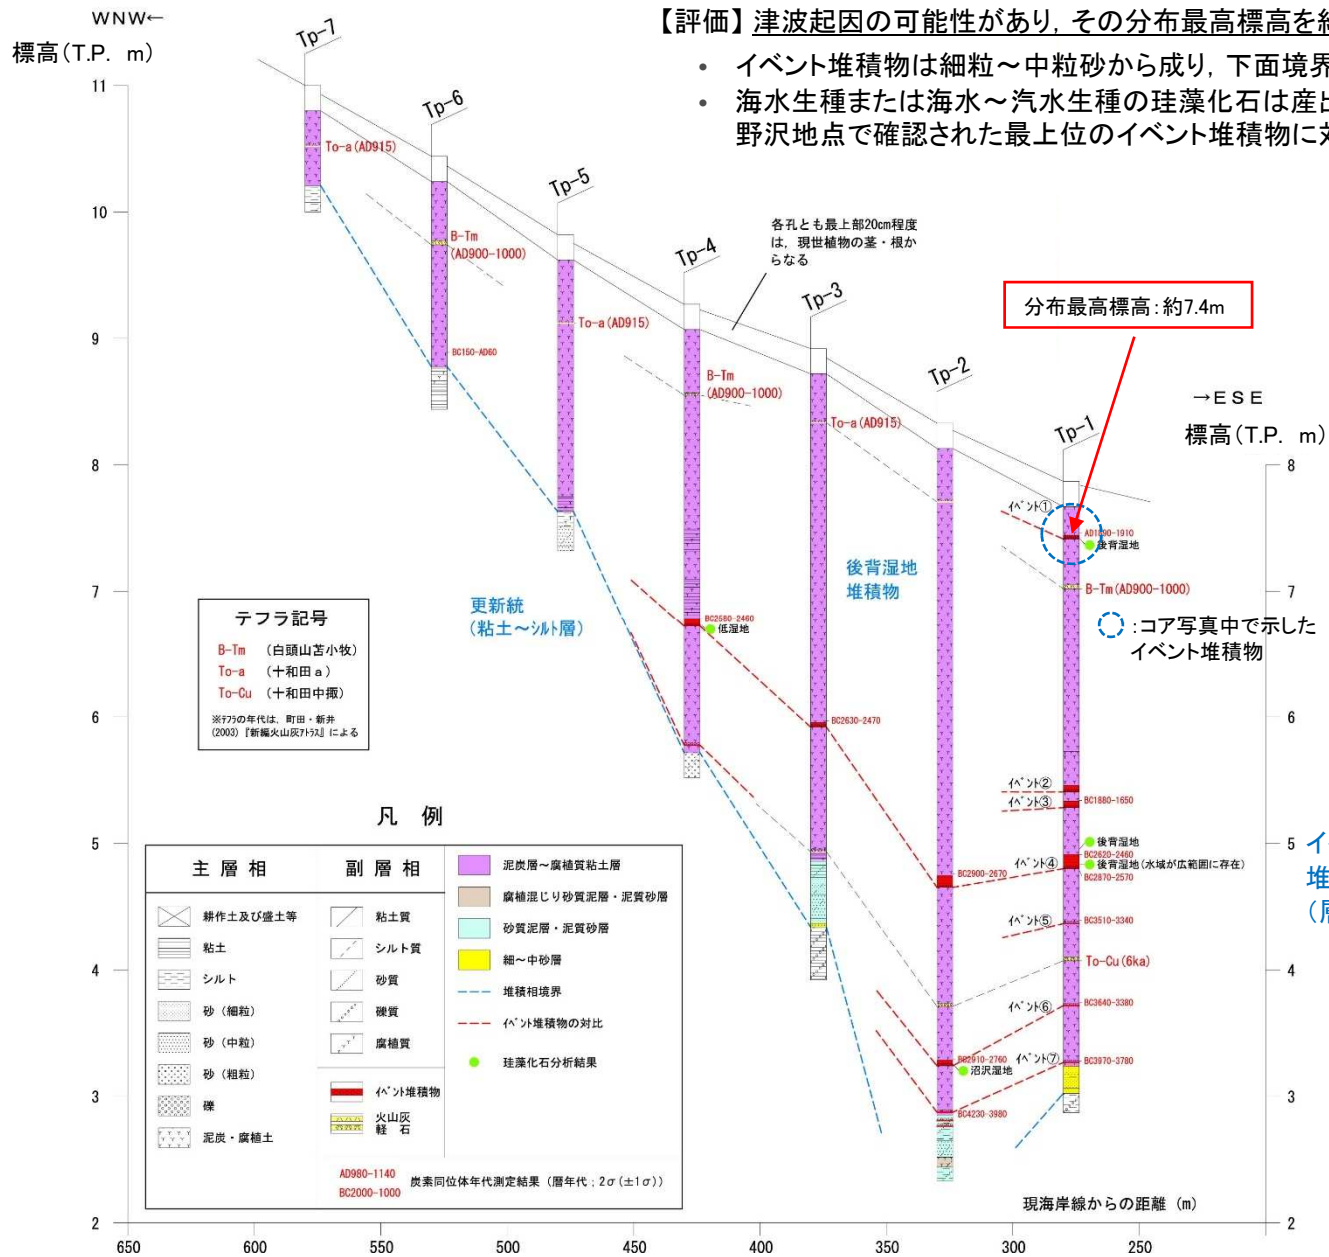 WNW←
標高(T.P. m)
【評価】津波起因の可能性があり，その分布最高標高を
・ イベント堆積物は細粒～中粒砂から成り，下面境界
・ 海水生種または海水～汽水生種の珪藻化石は産出
野沢地点で確認された最上位のイベント堆積物に
Tp-7
Tp-6
Tp-5
Tp-4
Tp-3
Tp-2
Tp-1
11
10
9
8
7
6
5
4
3
2
To-a(AD915)
B-Tm
(AD900-1000)
BC150-AD60
To-a(AD915)
B-Tm
(AD900-1000)
To-a(AD915)
各孔とも最上部20cm程度
は，現世植物の茎・根か
らなる
分布最高標高：約7.4m
→ESE
標高(T.P. m)
8
7
6
5
4
3
2
イベント①
後背湿地
B-Tm(AD900-1000)
:コア写真中で示した
イベント堆積物
後背湿地
堆積物
更新統
(粘土～シルト層)
BC2580-2460
低湿地
BC2630-2470
イベント②
イベント③
BC1880-1650
後背湿地
BC2620-2460
イベント④
後背湿地(水域が広範囲に存在)
BC2870-2570
BC2900-2670
イベント⑤
BC3510-3340
To-Cu(6ka)
イベント⑥
BC3640-3380
イベント⑦
BC3970-3780
BC2910-2760
沼沢湿地
BC4230-3980
イ
堆
(層
テフラ記号
B-Tm (白頭山苫小牧)
To-a (十和田a)
To-Cu (十和田中掫)
※テフラの年代は，町田・新井
(2003)『新編火山灰アトラス』による
凡 例
主層相
耕作土及び盛土等
粘土
シルト
砂（細粒）
砂（中粒）
砂（粗粒）
礫
泥炭・腐植土
副層相
粘土質
シルト質
砂質
礫質
腐植質
イベント堆積物
火山灰
軽石
泥炭層～腐植質粘土層
腐植混じり砂質泥層・泥質砂層
砂質泥層・泥質砂層
細～中砂層
堆積相境界
イベント堆積物の対比
珪藻化石分析結果
AD980-1140
BC2000-1000
炭素同位体年代測定結果（暦年代；2σ(±1σ)）
現海岸線からの距離 (m)
650 600 550 500 450 400 350 300 250 200